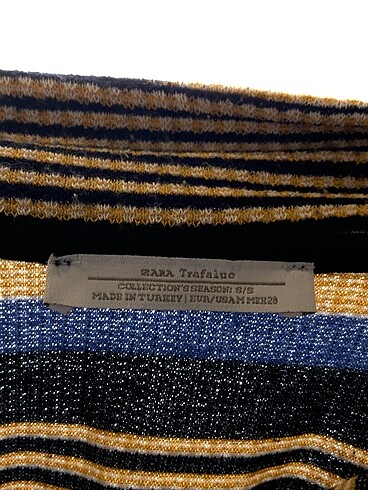 ZARA Trafaluc
COLLECTION'S SEASON: S/S
MADE IN TURKEY | EUR/USA M MEX 28